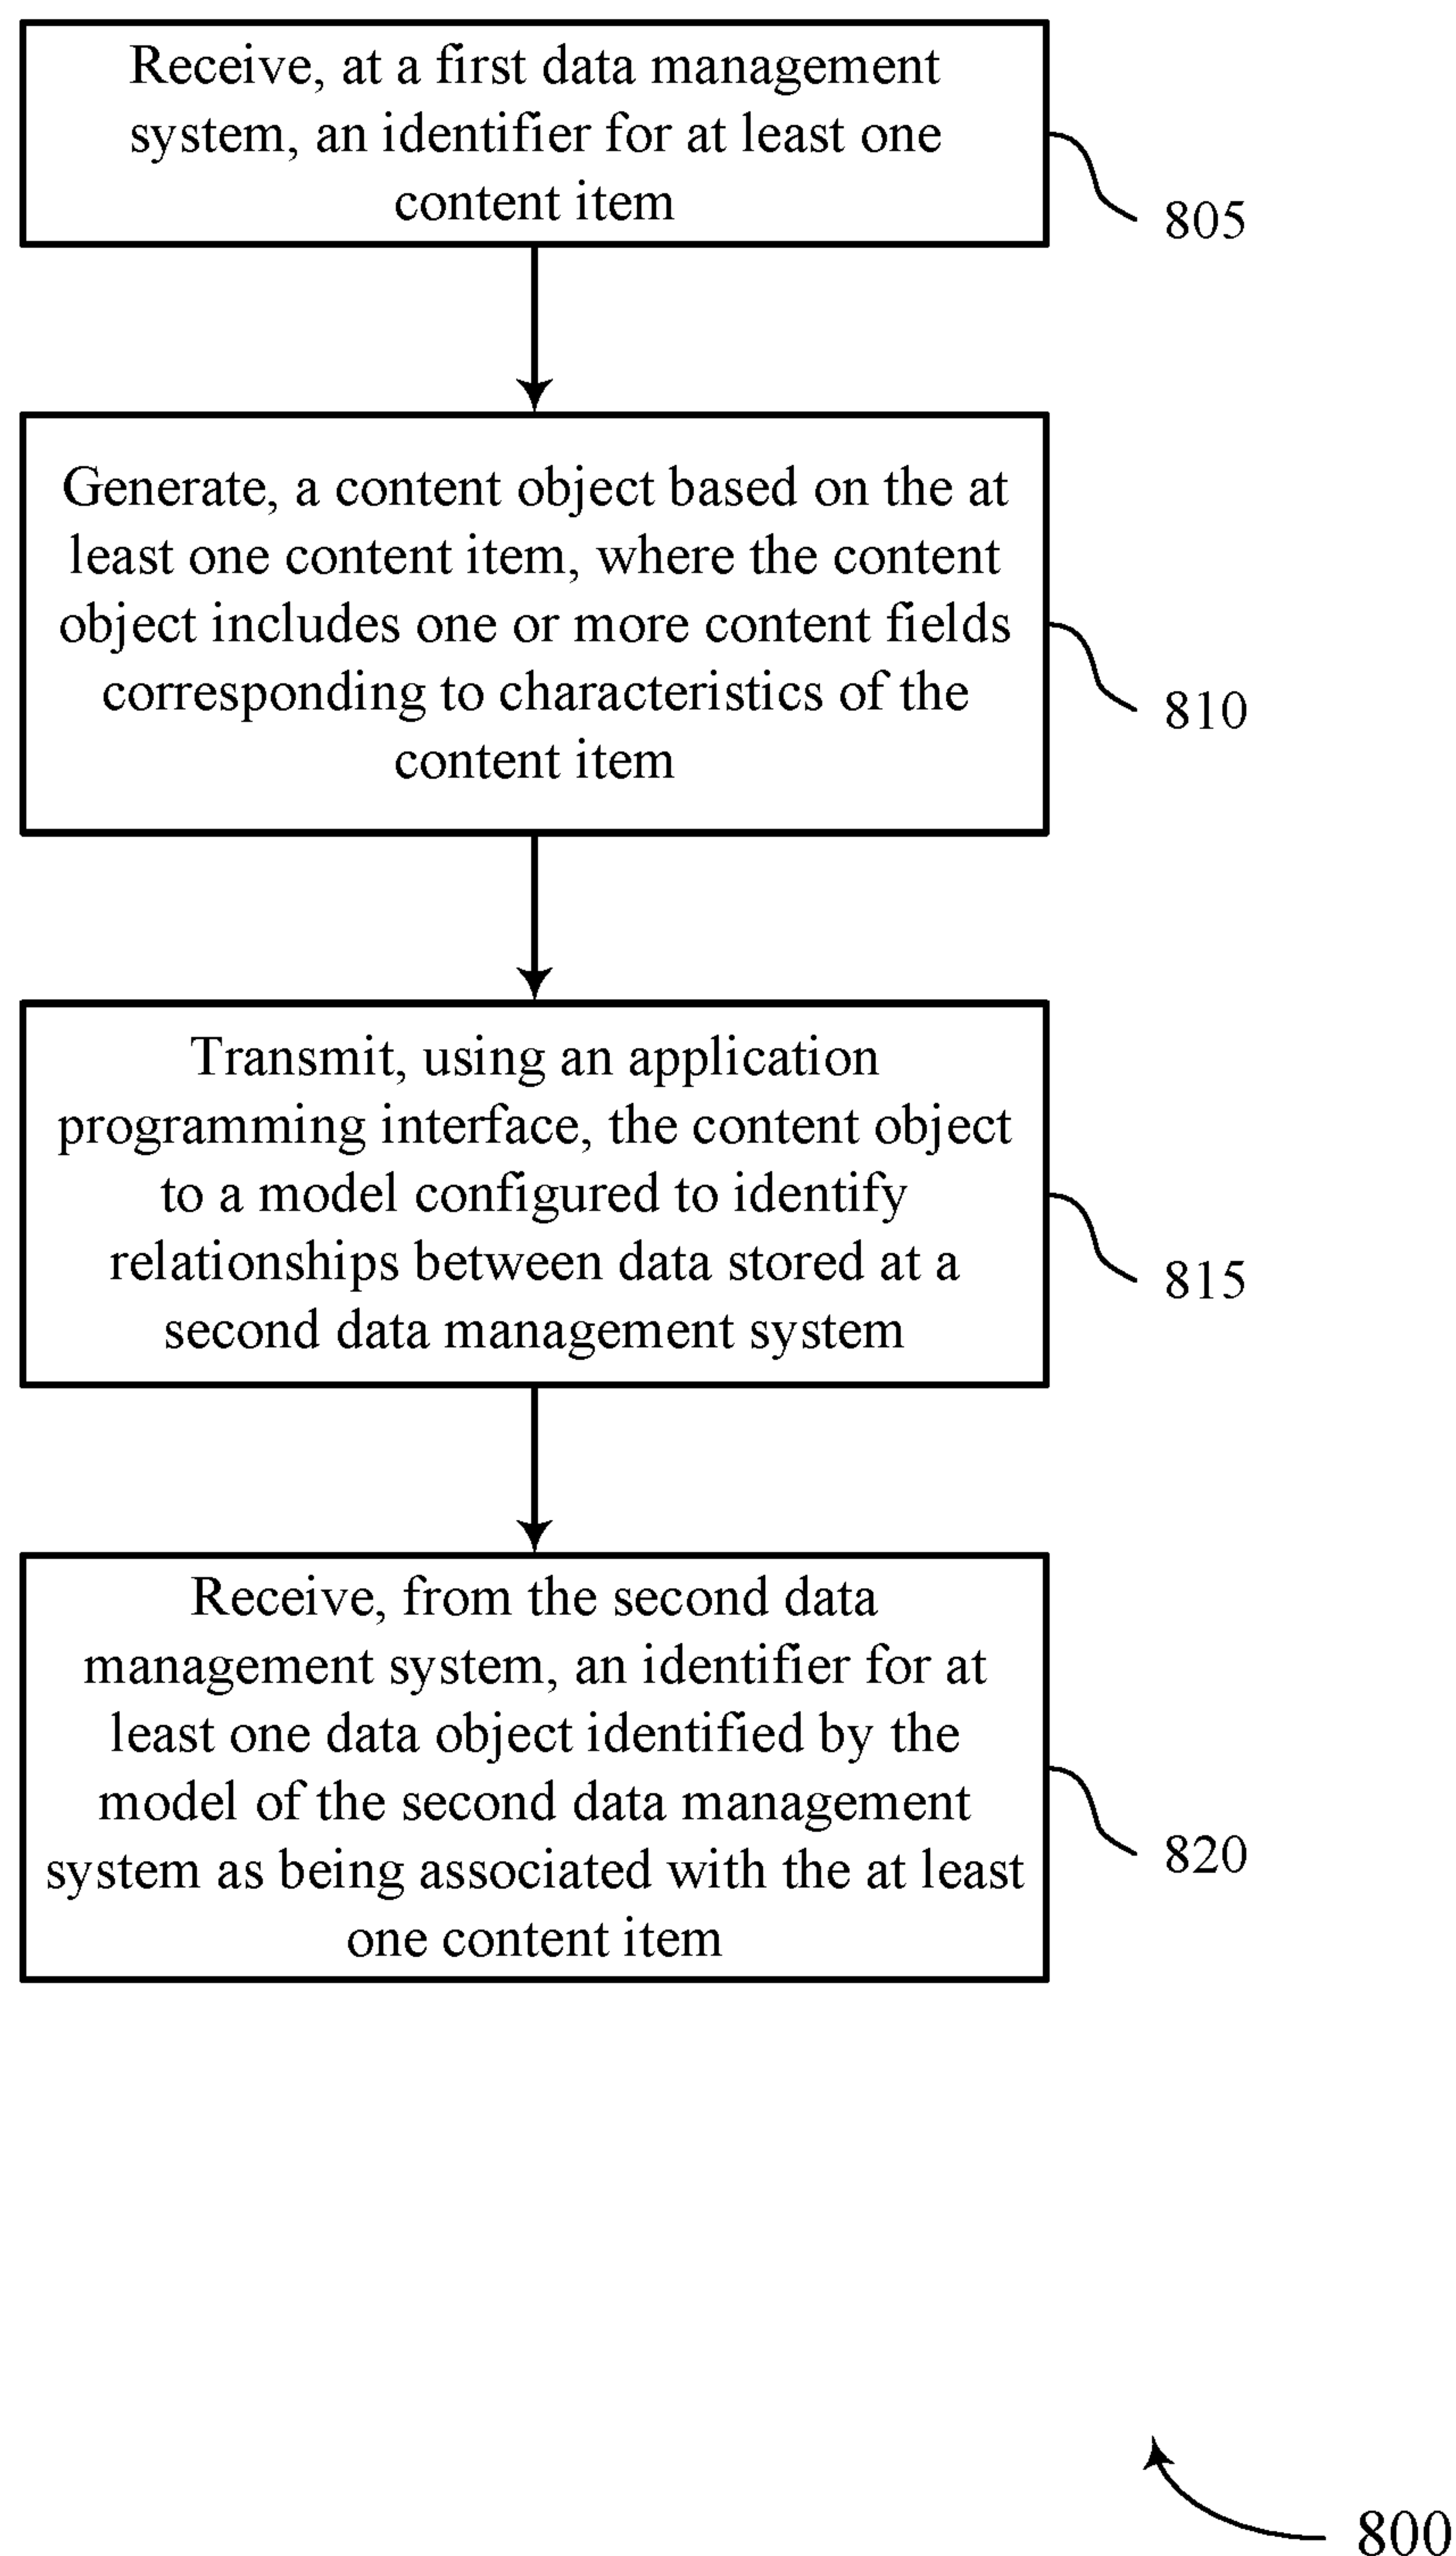 Receive, at a first data management
system, an identifier for at least one
content item
805
Generate, a content object based on the at
least one content item, where the content
object includes one or more content fields
corresponding to characteristics of the
content item
810
Transmit, using an application
programming interface, the content object
to a model configured to identify
relationships between data stored at a
second data management system
815
Receive, from the second data
management system, an identifier for at
least one data object identified by the
model of the second data management
system as being associated with the at least
one content item
820
800